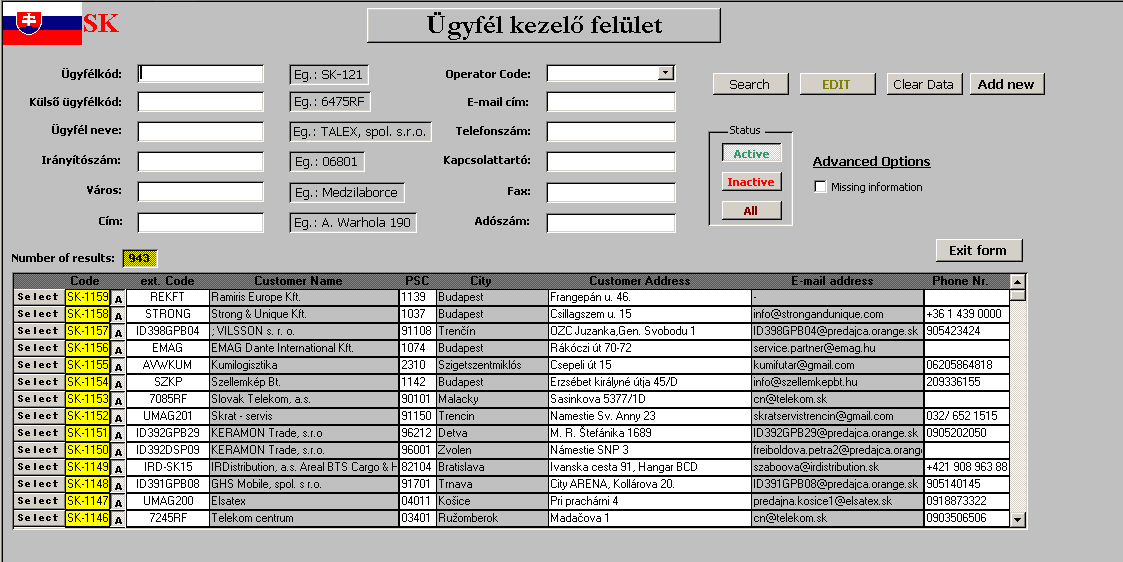 SK
Ügyfél kezelő felület
Ügyfélkód: Eg.: SK-121 Operator Code: Search EDIT Clear Data Add new
Külső ügyfélkód: Eg.: 6475RF E-mail cím:
Ügyfél neve: Eg.: TALEX, spol. s.r.o. Telefonszám: Status
Irányítószám: Eg.: 06801 Kapcsolattartó: Active Advanced Options
Város: Eg.: Medzilaborce Fax: Inactive Missing information
Cím: Eg.: A. Warhola 190 Adószám: All
Number of results: 943 Exit form
Code ext. Code Customer Name PSC City Customer Address E-mail address Phone Nr.
Select SK-1159 A REKFT Ramiris Europe Kft. 1139 Budapest Frangepán u. 46. -
Select SK-1158 A STRONG Strong & Unique Kft. 1037 Budapest Csillagszem u. 15 info@strongandunique.com +36 1 439 0000
Select SK-1157 A ID398GPB04 ; VILSSON s. r. o. 91108 Trenčín OZC Juzanka,Gen. Svobodu 1 ID398GPB04@predajca.orange.sk 905423424
Select SK-1156 A EMAG EMAG Dante International Kft. 1074 Budapest Rákóczi út 70-72 service.partner@emag.hu
Select SK-1155 A AVWKUM Kumilogisztika 2310 Szigetszentmiklós Csepeli út 15 kumifutar@gmail.com 06205864818
Select SK-1154 A SZKP Szellemkép Bt. 1142 Budapest Erzsébet királyné útja 45/D info@szellemkepbt.hu 209336155
Select SK-1153 A 7085RF Slovak Telekom, a.s. 90101 Malacky Sasinkova 5377/1D cn@telekom.sk
Select SK-1152 A UMAG201 Skrat - servis 91150 Trencin Namestie Sv. Anny 23 skratservistrencin@gmail.com 032/ 652 1515
Select SK-1151 A ID392GPB29 KERAMON Trade, s.r.o 96212 Detva M. R. Štefánika 1689 ID392GPB29@predajca.orange.sk 0905202050
Select SK-1150 A ID392DSP09 KERAMON Trade, s.r.o. 96001 Zvolen Námestie SNP 3 freiboldova.petra2@predajca.orang
Select SK-1149 A IRD-SK15 IRDistribution, a.s. Areal BTS Cargo & H 82104 Bratislava Ivanska cesta 91, Hangar BCD szaboova@irdistribution.sk +421 908 963 88
Select SK-1148 A ID391GPB08 GHS Mobile, spol. s r.o. 91701 Trnava City ARENA, Kollárova 20. ID391GPB08@predajca.orange.sk 905140145
Select SK-1147 A UMAG200 Elsatex 04011 Košice Pri prachárni 4 predajna.kosice1@elsatex.sk 0918873322
Select SK-1146 A 7245RF Telekom centrum 03401 Ružomberok Madačova 1 cn@telekom.sk 0903506506